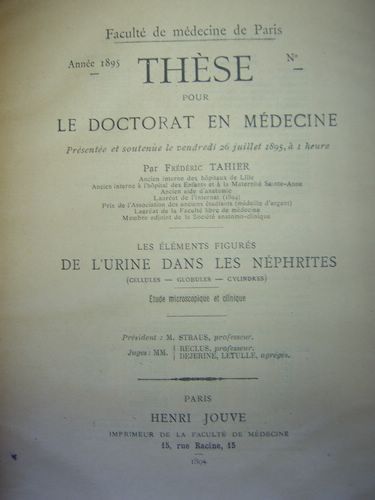 Faculté de médecine de Paris
Année 1895 THÈSE No
POUR
LE DOCTORAT EN MÉDECINE
Présentée et soutenue le vendredi 26 juillet 1895, à 1 heure
Par FRÉDÉRIC TAHIER
Ancien interne des hôpitaux de Lille
Ancien interne à l'hôpital des Enfants et à la Maternité Sainte-Anne
Ancien aide d'anatomie
Lauréat de l'Internat (1894)
Prix de l'Association des anciens étudiants (médaille d'argent)
Lauréat de la Faculté libre de médecine
Membre adjoint de la Société anatomo-clinique
LES ÉLÉMENTS FIGURÉS
DE L'URINE DANS LES NÉPHRITES
(CELLULES — GLOBULES — CYLINDRES)
Etude microscopique et clinique
Président : M. STRAUS, professeur.
Juges : MM. { RECLUS, professeur.
DEJERINE, LETULLE, agrégés.
PARIS
HENRI JOUVE
IMPRIMEUR DE LA FACULTÉ DE MÉDECINE
15, rue Racine, 15
1894